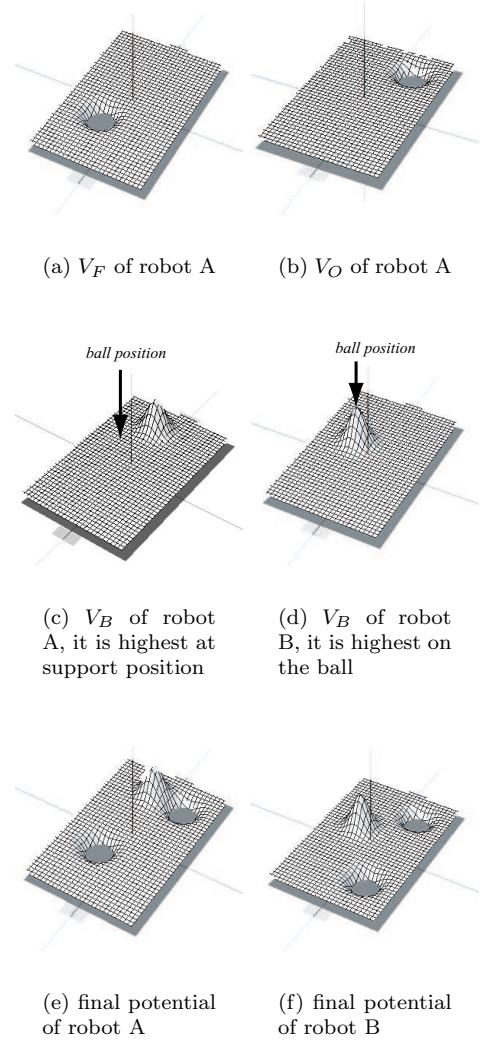 (a) V_F of robot A
(b) V_O of robot A
ball position
ball position
(c) V_B of robot
A, it is highest at
support position
(d) V_B of robot
B, it is highest on
the ball
(e) final potential
of robot A
(f) final potential
of robot B